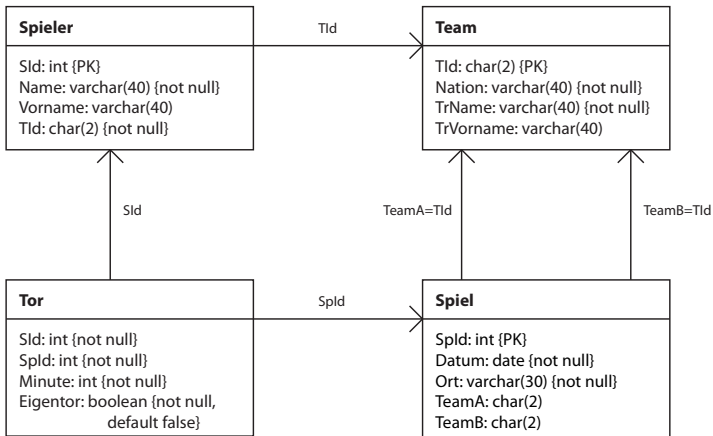 Spieler
SId: int {PK}
Name: varchar(40) {not null}
Vorname: varchar(40)
TId: char(2) {not null}
TId
Team
TId: char(2) {PK}
Nation: varchar(40) {not null}
TrName: varchar(40) {not null}
TrVorname: varchar(40)
SId
TeamA=TId
TeamB=TId
Tor
SId: int {not null}
SpId: int {not null}
Minute: int {not null}
Eigentor: boolean {not null,
default false}
SpId
Spiel
SpId: int {PK}
Datum: date {not null}
Ort: varchar(30) {not null}
TeamA: char(2)
TeamB: char(2)